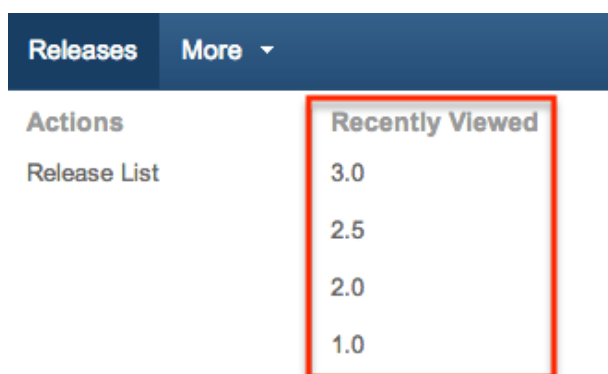 Releases More
Actions
Release List
Recently Viewed
3.0
2.5
2.0
1.0